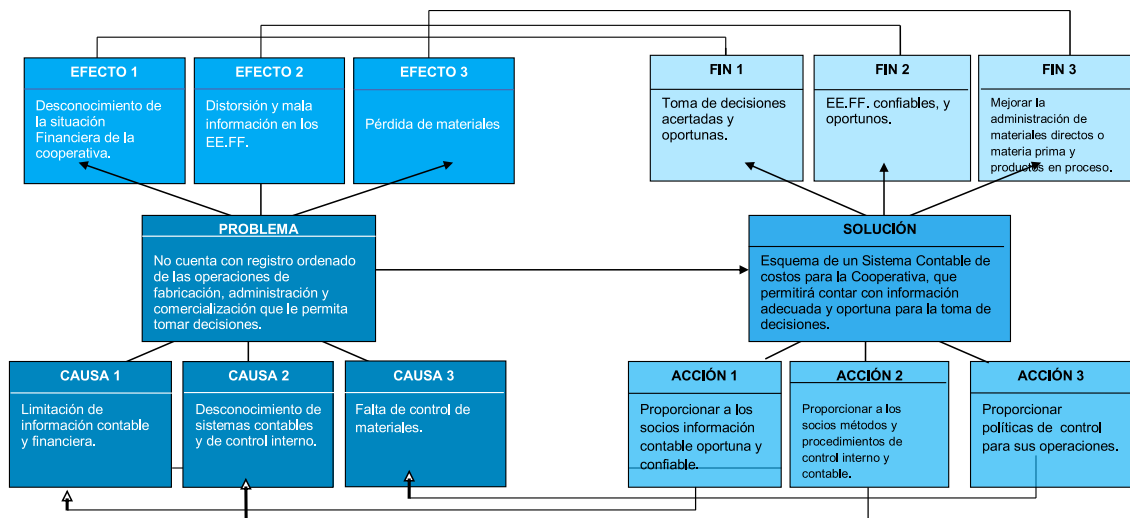 EFECTO 1
Desconocimiento de
la situación
Financiera de la
cooperativa.
EFECTO 2
Distorsión y mala
información en los
EE.FF.
EFECTO 3
Pérdida de materiales
FIN 1
Toma de decisiones
acertadas y
oportunas.
FIN 2
EE.FF. confiables, y
oportunos.
FIN 3
Mejorar la
administración de
materiales directos o
materia prima y
productos en proceso.
PROBLEMA
No cuenta con registro ordenado
de las operaciones de
fabricación, administración y
comercialización que le permita
tomar decisiones.
SOLUCIÓN
Esquema de un Sistema Contable de
costos para la Cooperativa, que
permitirá contar con información
adecuada y oportuna para la toma de
decisiones.
CAUSA 1
Limitación de
información contable
y financiera.
CAUSA 2
Desconocimiento de
sistemas contables
y de control interno.
CAUSA 3
Falta de control de
materiales.
ACCIÓN 1
Proporcionar a los
socios información
contable oportuna y
confiable.
ACCIÓN 2
Proporcionar a los
socios métodos y
procedimientos de
control interno y
contable.
ACCIÓN 3
Proporcionar
políticas de control
para sus operaciones.